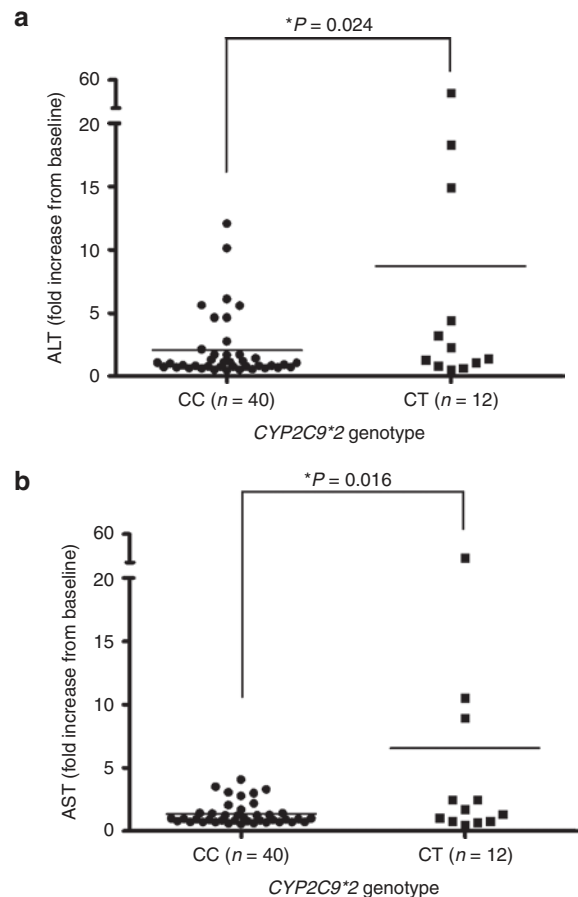 a
*P = 0.024
60
20
15
10
5
0
ALT (fold increase from baseline)
CC (n = 40)
CT (n = 12)
CYP2C9*2 genotype
b
*P = 0.016
60
20
15
10
5
0
AST (fold increase from baseline)
CC (n = 40)
CT (n = 12)
CYP2C9*2 genotype